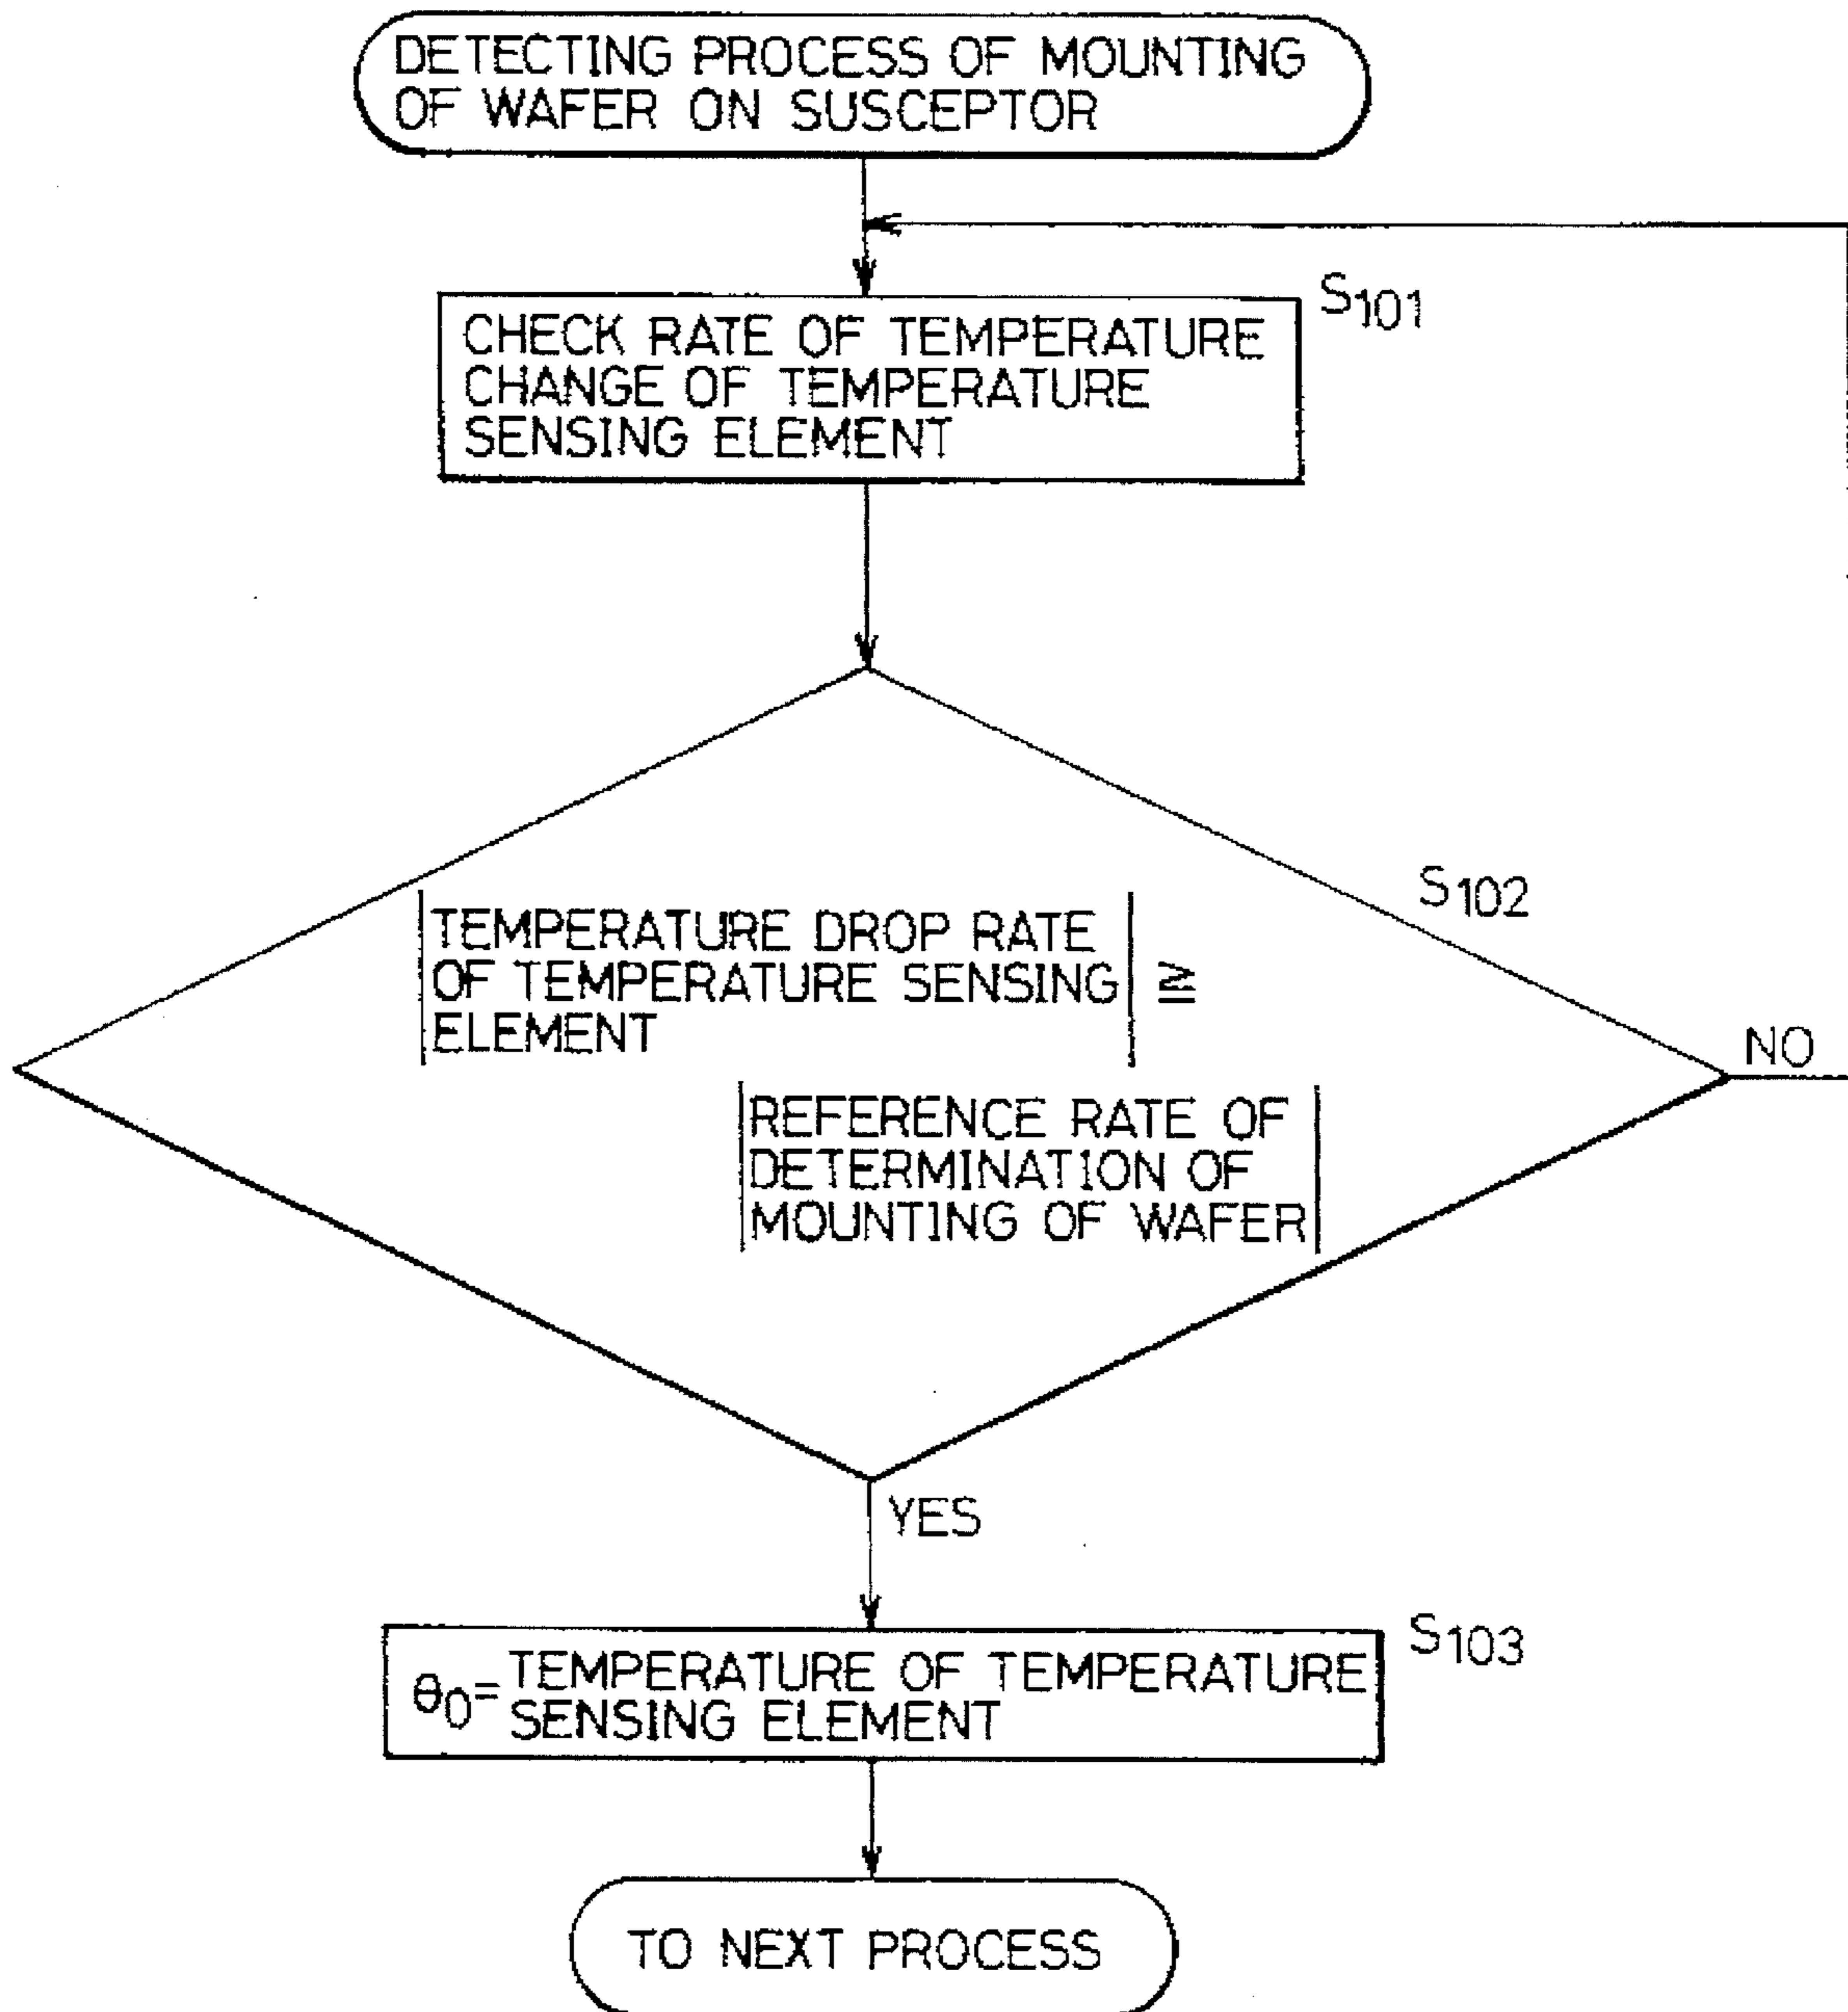 DETECTING PROCESS OF MOUNTING
OF WAFER ON SUSCEPTOR
S101
CHECK RATE OF TEMPERATURE
CHANGE OF TEMPERATURE
SENSING ELEMENT
S102
|TEMPERATURE DROP RATE
OF TEMPERATURE SENSING
ELEMENT| ≧
NO
|REFERENCE RATE OF
DETERMINATION OF
MOUNTING OF WAFER|
YES
S103
θ0= TEMPERATURE OF TEMPERATURE
SENSING ELEMENT
TO NEXT PROCESS